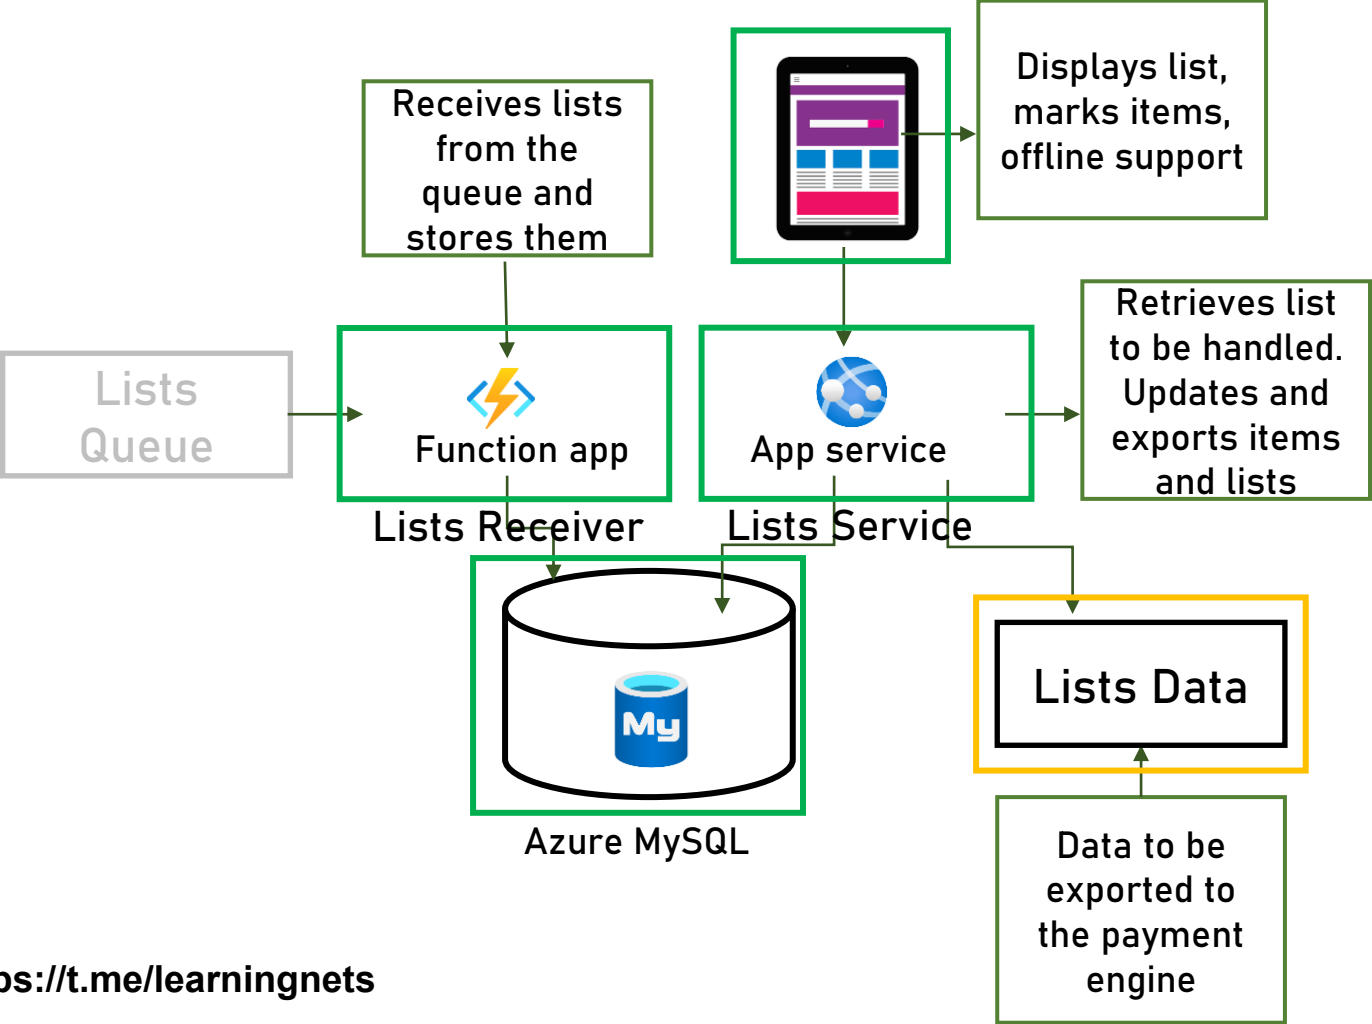 Displays list,
marks items,
offline support
Receives lists
from the
queue and
stores them
Retrieves list
to be handled.
Updates and
exports items
and lists
Lists
Queue
Function app
App service
Lists Receiver
Lists Service
My
Lists Data
Azure MySQL
Data to be
exported to
the payment
engine
ps://t.me/learningnets